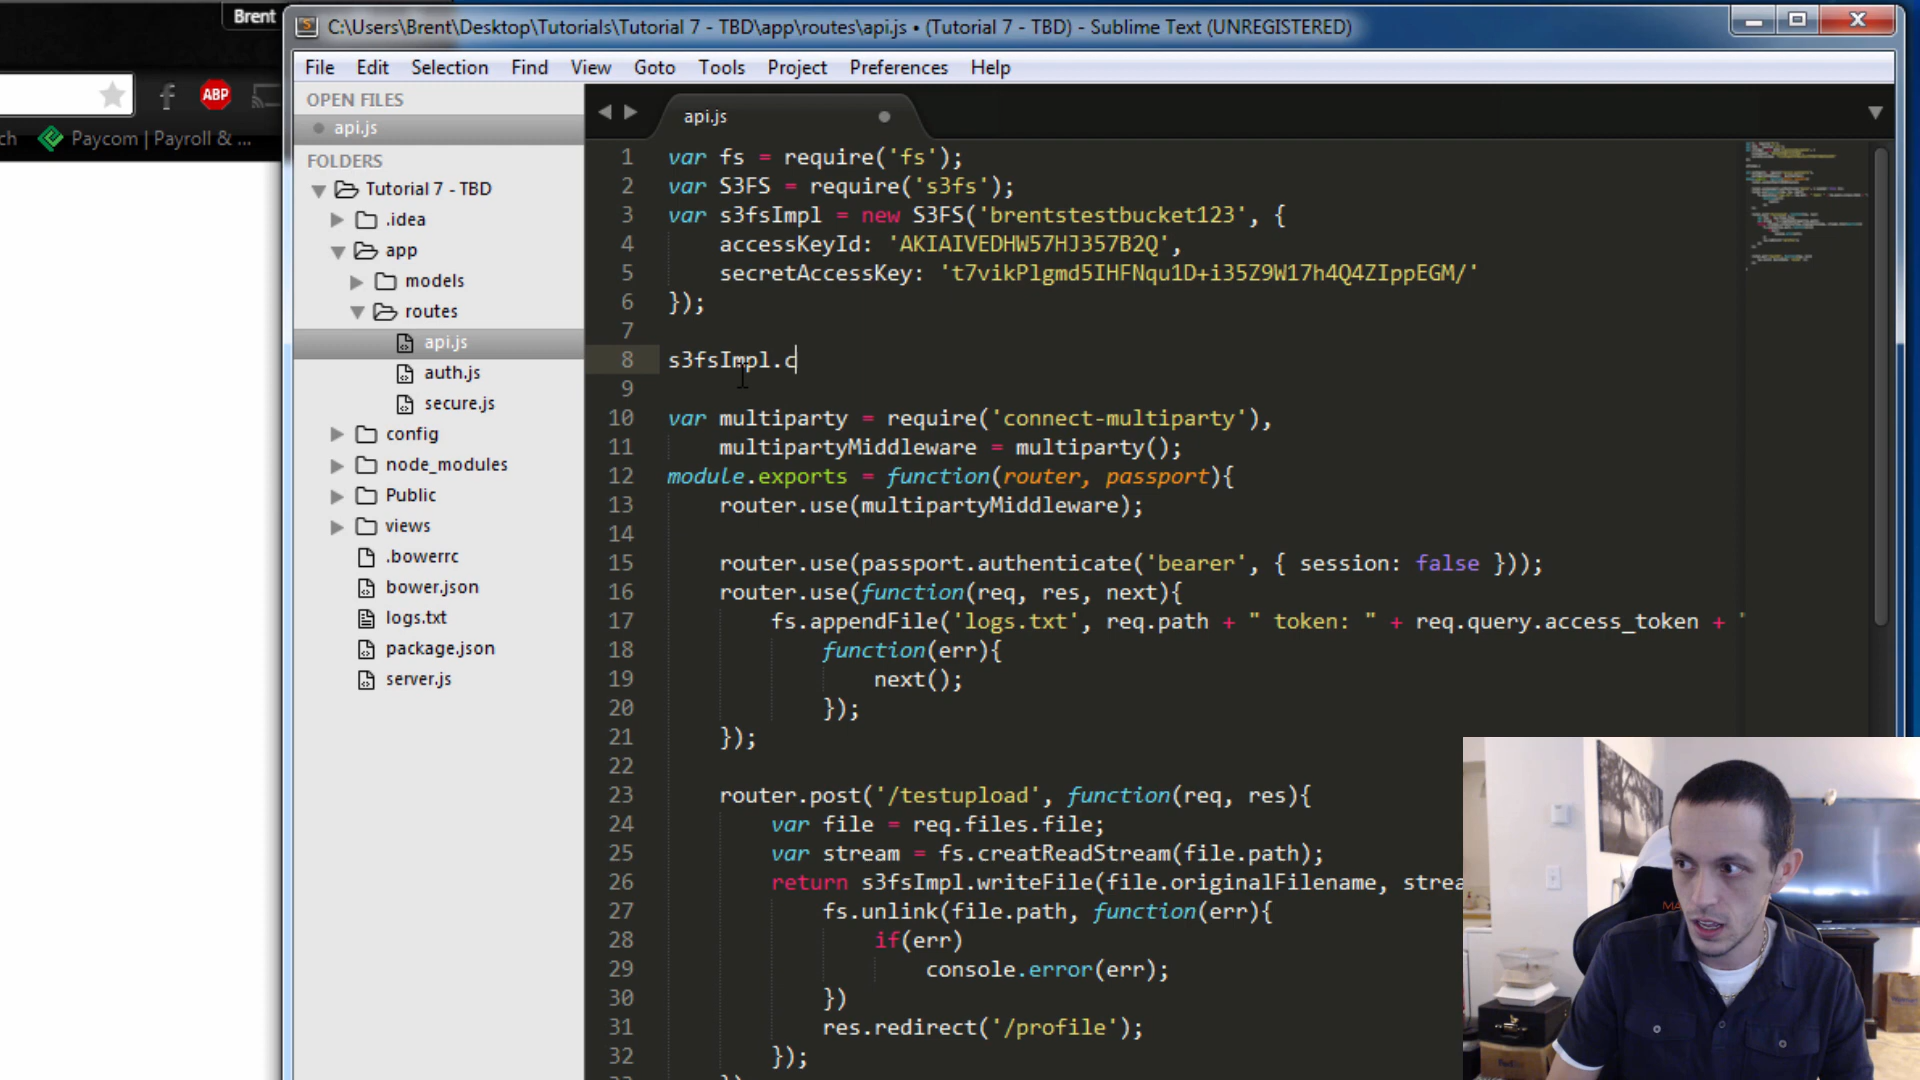 Brent
C:\Users\Brent\Desktop\Tutorials\Tutorial 7 - TBD\app\routes\api.js • (Tutorial 7 - TBD) - Sublime Text (UNREGISTERED)
File Edit Selection Find View Goto Tools Project Preferences Help
ABP
ch Paycom | Payroll & ...
OPEN FILES
api.js
FOLDERS
Tutorial 7 - TBD
.idea
app
models
routes
api.js
auth.js
secure.js
config
node_modules
Public
views
.bowerrc
bower.json
logs.txt
package.json
server.js
api.js
1 var fs = require('fs');
2 var S3FS = require('s3fs');
3 var s3fsImpl = new S3FS('brentstestbucket123', {
4 accessKeyId: '[credential redacted]',
5 secretAccessKey: '[credential redacted]'
6 });
7
8 s3fsImpl.c
9
10 var multiparty = require('connect-multiparty'),
11 multipartyMiddleware = multiparty();
12 module.exports = function(router, passport){
13 router.use(multipartyMiddleware);
14
15 router.use(passport.authenticate('bearer', { session: false }));
16 router.use(function(req, res, next){
17 fs.appendFile('logs.txt', req.path + " token: " + req.query.access_token + "
18 function(err){
19 next();
20 });
21 });
22
23 router.post('/testupload', function(req, res){
24 var file = req.files.file;
25 var stream = fs.creatReadStream(file.path);
26 return s3fsImpl.writeFile(file.originalFilename, strea
27 fs.unlink(file.path, function(err){
28 if(err)
29 console.error(err);
30 })
31 res.redirect('/profile');
32 });